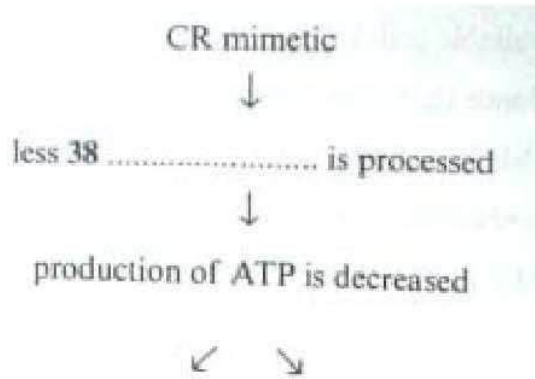 CR mimetic
↓
less 38 ........................ is processed
↓
production of ATP is decreased
↙ ↘